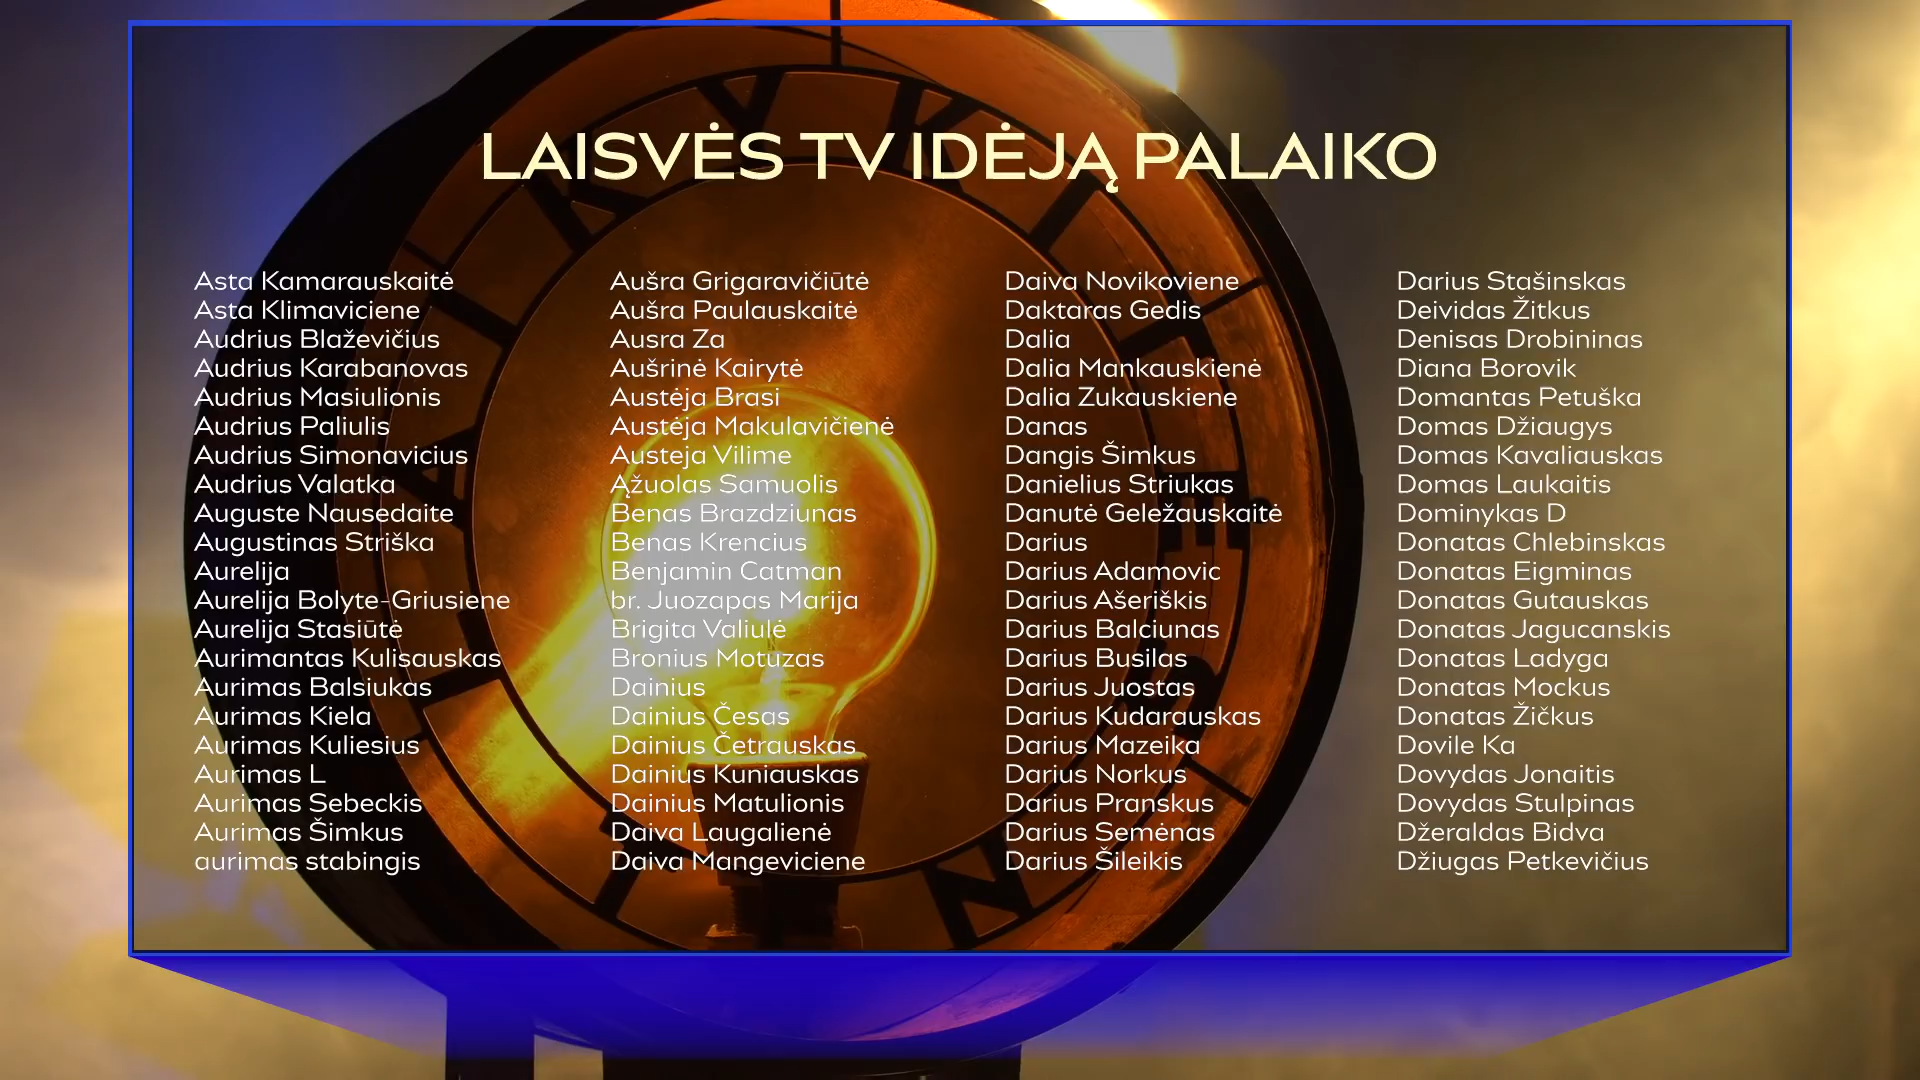 LAISVĖS TV IDĖJĄ PALAIKO
Asta Kamarauskaitė
Asta Klimaviciene
Audrius Blaževičius
Audrius Karabanovas
Audrius Masiulionis
Audrius Paliulis
Audrius Simonavicius
Audrius Valatka
Auguste Nausedaite
Augustinas Striška
Aurelija
Aurelija Bolyte-Griusiene
Aurelija Stasiūtė
Aurimantas Kulisauskas
Aurimas Balsiukas
Aurimas Kiela
Aurimas Kuliesius
Aurimas L
Aurimas Sebeckis
Aurimas Šimkus
aurimas stabingis
Aušra Grigaravičiūtė
Aušra Paulauskaitė
Ausra Za
Aušrinė Kairytė
Austėja Brasi
Austėja Makulavičienė
Austeja Vilime
Ąžuolas Samuolis
Benas Brazdziunas
Benas Krencius
Benjamin Catman
br. Juozapas Marija
Brigita Valiulė
Bronius Motuzas
Dainius
Dainius Česas
Dainius Četrauskas
Dainius Kuniauskas
Dainius Matulionis
Daiva Laugalienė
Daiva Mangeviciene
Daiva Novikoviene
Daktaras Gedis
Dalia
Dalia Mankauskienė
Dalia Zukauskiene
Danas
Dangis Šimkus
Danielius Striukas
Danutė Geležauskaitė
Darius
Darius Adamovic
Darius Ašeriškis
Darius Balciunas
Darius Busilas
Darius Juostas
Darius Kudarauskas
Darius Mazeika
Darius Norkus
Darius Pranskus
Darius Semėnas
Darius Šileikis
Darius Stašinskas
Deividas Žitkus
Denisas Drobininas
Diana Borovik
Domantas Petuška
Domas Džiaugys
Domas Kavaliauskas
Domas Laukaitis
Dominykas D
Donatas Chlebinskas
Donatas Eigminas
Donatas Gutauskas
Donatas Jagucanskis
Donatas Ladyga
Donatas Mockus
Donatas Žičkus
Dovile Ka
Dovydas Jonaitis
Dovydas Stulpinas
Džeraldas Bidva
Džiugas Petkevičius